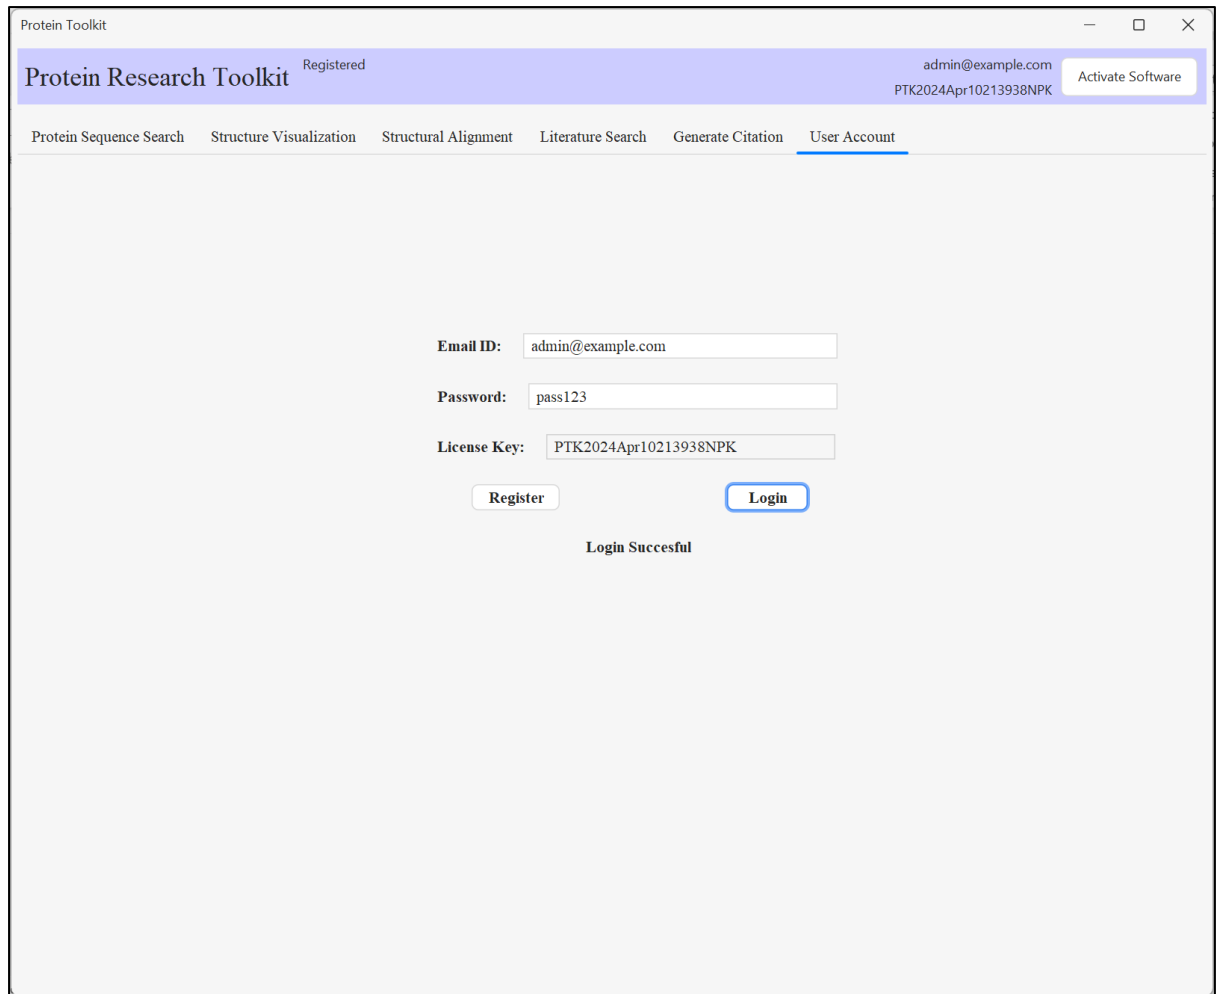 Protein Toolkit
Protein Research Toolkit Registered
admin@example.com
PTK2024Apr10213938NPK
Activate Software
Protein Sequence Search Structure Visualization Structural Alignment Literature Search Generate Citation User Account
Email ID: admin@example.com
Password: pass123
License Key: PTK2024Apr10213938NPK
Register Login
Login Succesful